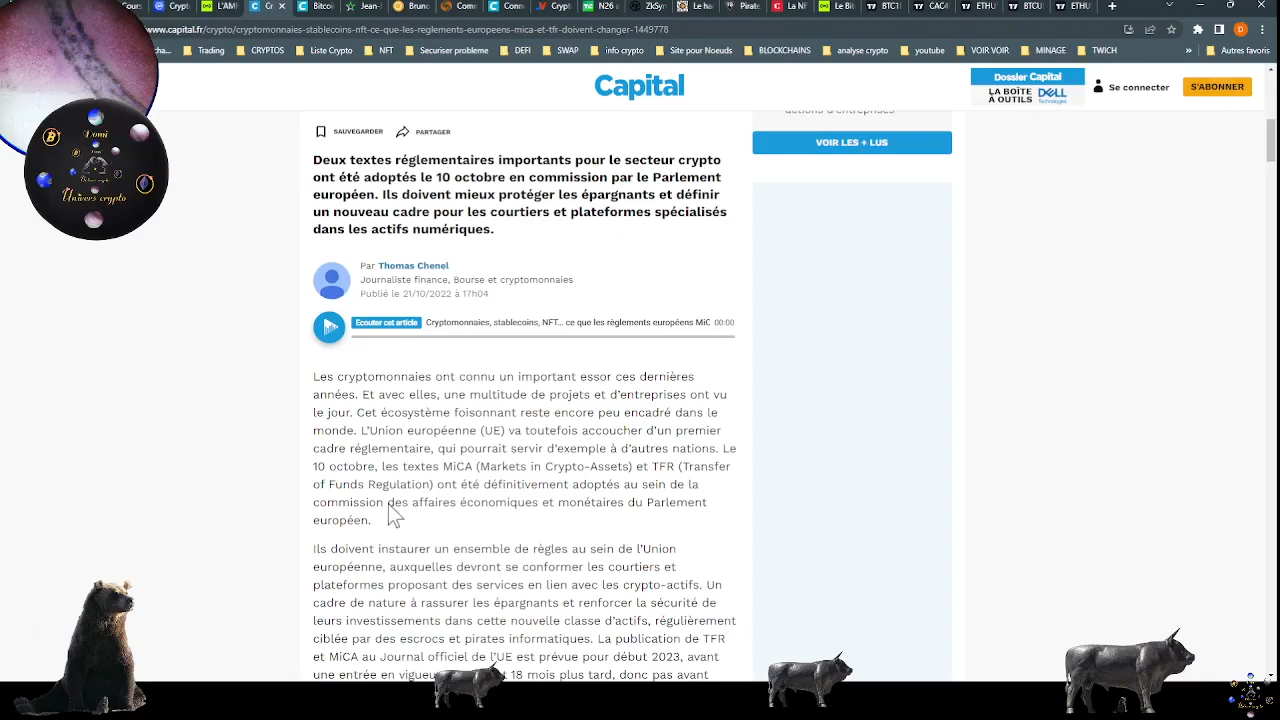 www.capital.fr/crypto/cryptomonnaies-stablecoins-nft-ce-que-les-reglements-europeens-mica-et-tfr-doivent-changer-1449778
Trading
CRYPTOS
Liste Crypto
NFT
Securiser probleme
DEFI
SWAP
info crypto
Site pour Noeuds
BLOCKCHAINS
analyse crypto
youtube
VOIR VOIR
MINAGE
TWICH
»
Autres favoris
Capital
Dossier Capital
LA BOÎTE
À OUTILS
DELL
Technologies
Se connecter
S'ABONNER
actions d'entreprises
VOIR LES + LUS
SAUVEGARDER
PARTAGER
Deux textes réglementaires importants pour le secteur crypto
ont été adoptés le 10 octobre en commission par le Parlement
européen. Ils doivent mieux protéger les épargnants et définir
un nouveau cadre pour les courtiers et plateformes spécialisés
dans les actifs numériques.
Par Thomas Chenel
Journaliste finance, Bourse et cryptomonnaies
Publié le 21/10/2022 à 17h04
Ecouter cet article
Cryptomonnaies, stablecoins, NFT... ce que les règlements européens MiC
00:00
Les cryptomonnaies ont connu un important essor ces dernières
années. Et avec elles, une multitude de projets et d'entreprises ont vu
le jour. Cet écosystème foisonnant reste encore peu encadré dans le
monde. L'Union européenne (UE) va toutefois accoucher d'un premier
cadre réglementaire, qui pourrait servir d'exemple à d'autres nations. Le
10 octobre, les textes MiCA (Markets in Crypto-Assets) et TFR (Transfer
of Funds Regulation) ont été définitivement adoptés au sein de la
commission des affaires économiques et monétaires du Parlement
européen.
Ils doivent instaurer un ensemble de règles au sein de l'Union
européenne, auxquelles devront se conformer les courtiers et
plateformes proposant des services en lien avec les crypto-actifs. Un
cadre de nature à rassurer les épargnants et renforcer la sécurité de
leurs investissements dans cette nouvelle classe d'actifs, régulièrement
ciblée par des escrocs et pirates informatiques. La publication de TFR
et MiCA au Journal officiel de l'UE est prévue pour début 2023, avant
une entrée en vigueur 18 mois plus tard, donc pas avant
Univers crypto